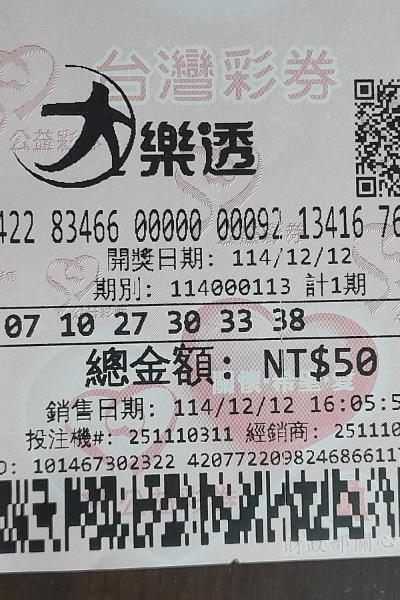 台灣彩券
大樂透
422 83466 00000 00092 13416 76
開獎日期: 114/12/12
期別: 114000113 計1期
07 10 27 30 33 38
總金額: NT$50
銷售日期: 114/12/12 16:05:5
投注機#: 251110311 經銷商: 251110
D: 101467302322 4207722098246866117